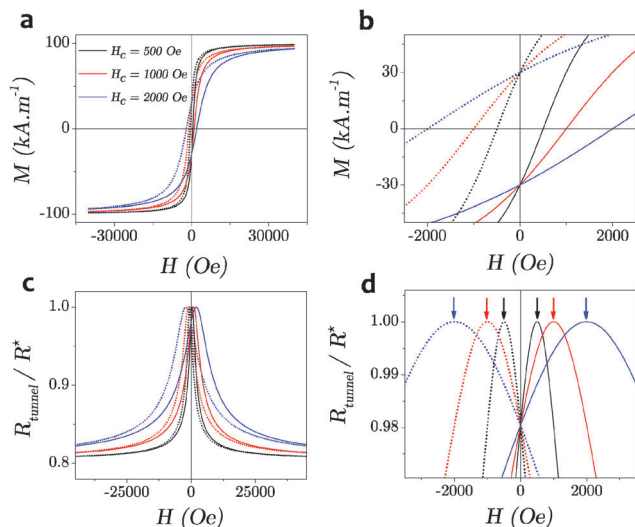 a
b
100
H_C = 500 Oe
H_C = 1000 Oe
H_C = 2000 Oe
0
-100
M (kA.m⁻¹)
-30000
0
30000
H (Oe)
30
0
-30
M (kA.m⁻¹)
-2000
0
2000
H (Oe)
c
d
1.0
0.9
0.8
R_tunnel / R*
-25000
0
25000
H (Oe)
1.00
0.99
0.98
R_tunnel / R*
-2000
0
2000
H (Oe)